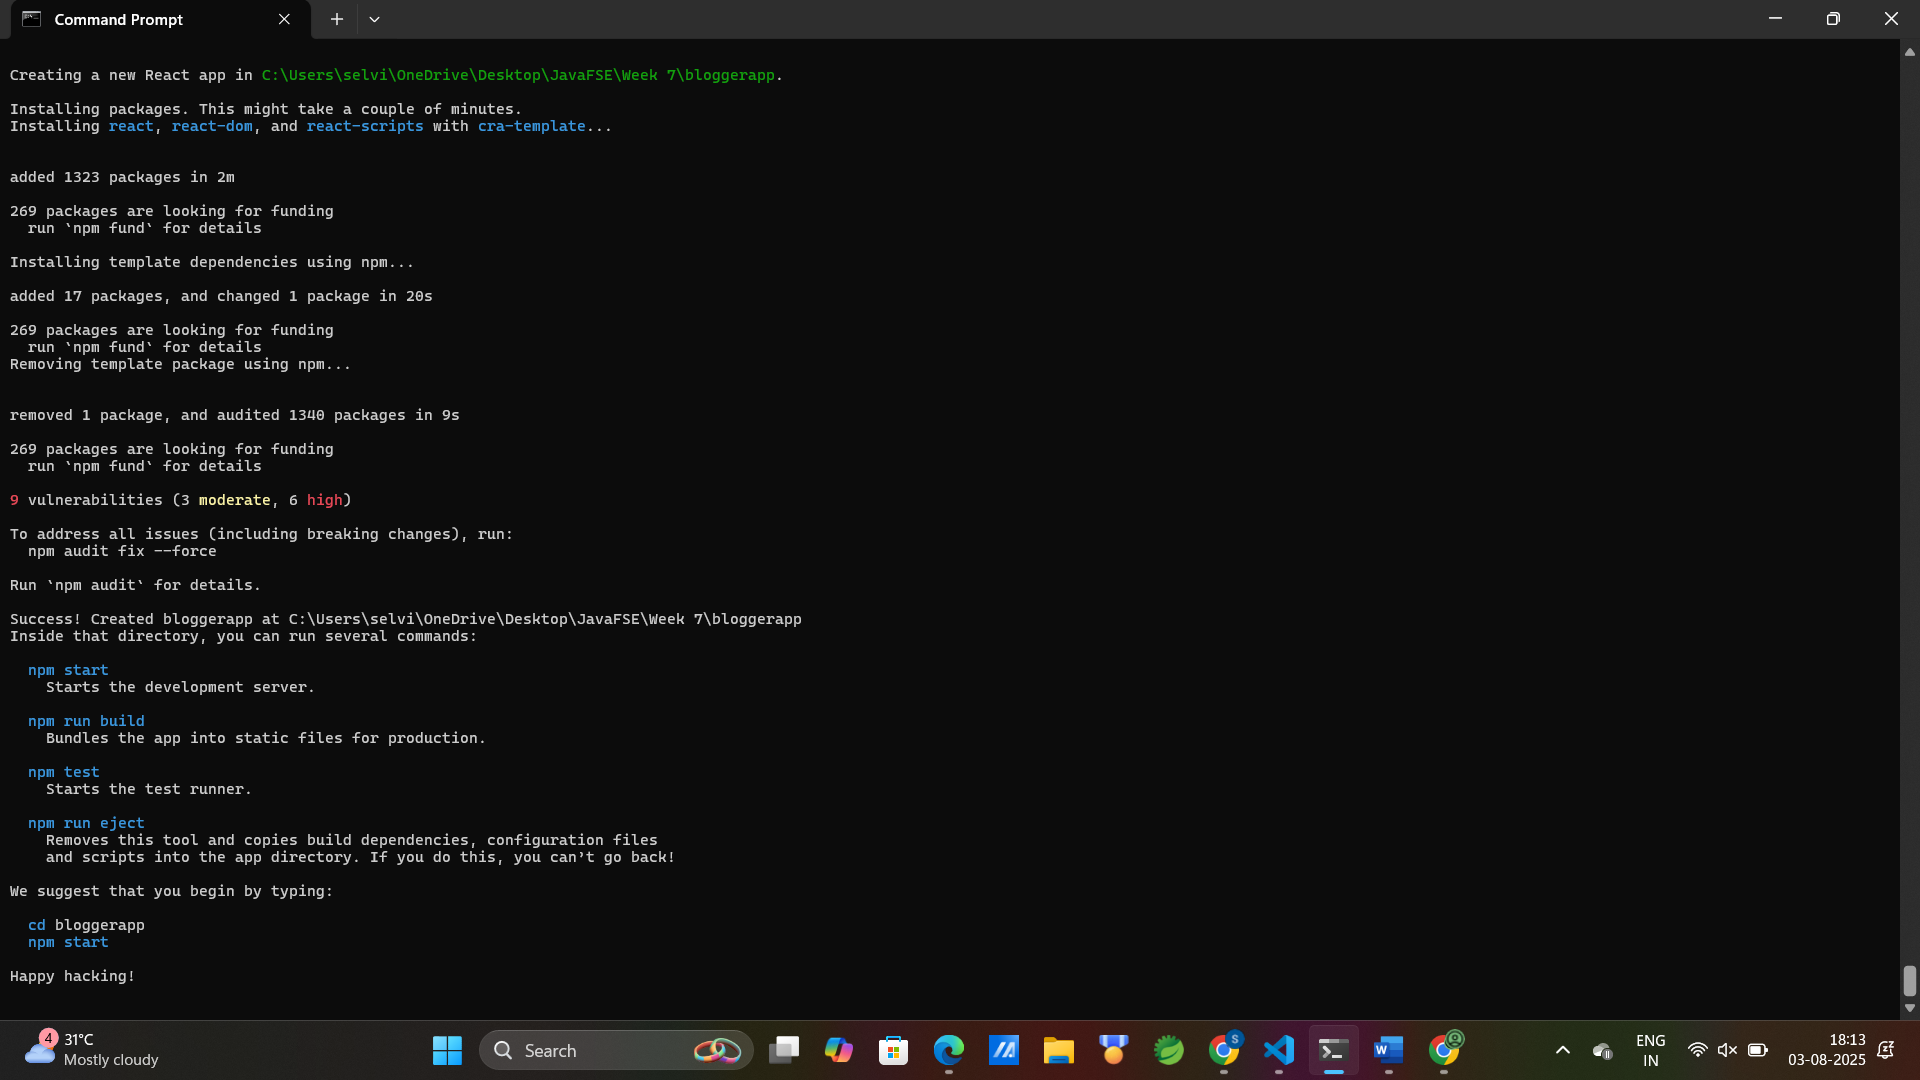 Command Prompt
Creating a new React app in C:\Users\selvi\OneDrive\Desktop\JavaFSE\Week 7\bloggerapp.
Installing packages. This might take a couple of minutes.
Installing react, react-dom, and react-scripts with cra-template...
added 1323 packages in 2m
269 packages are looking for funding
run `npm fund` for details
Installing template dependencies using npm...
added 17 packages, and changed 1 package in 20s
269 packages are looking for funding
run `npm fund` for details
Removing template package using npm...
removed 1 package, and audited 1340 packages in 9s
269 packages are looking for funding
run `npm fund` for details
9 vulnerabilities (3 moderate, 6 high)
To address all issues (including breaking changes), run:
npm audit fix --force
Run `npm audit` for details.
Success! Created bloggerapp at C:\Users\selvi\OneDrive\Desktop\JavaFSE\Week 7\bloggerapp
Inside that directory, you can run several commands:
npm start
Starts the development server.
npm run build
Bundles the app into static files for production.
npm test
Starts the test runner.
npm run eject
Removes this tool and copies build dependencies, configuration files
and scripts into the app directory. If you do this, you can’t go back!
We suggest that you begin by typing:
cd bloggerapp
npm start
Happy hacking!
4
31°C
Mostly cloudy
Search
S
W
ENG
IN
18:13
03-08-2025